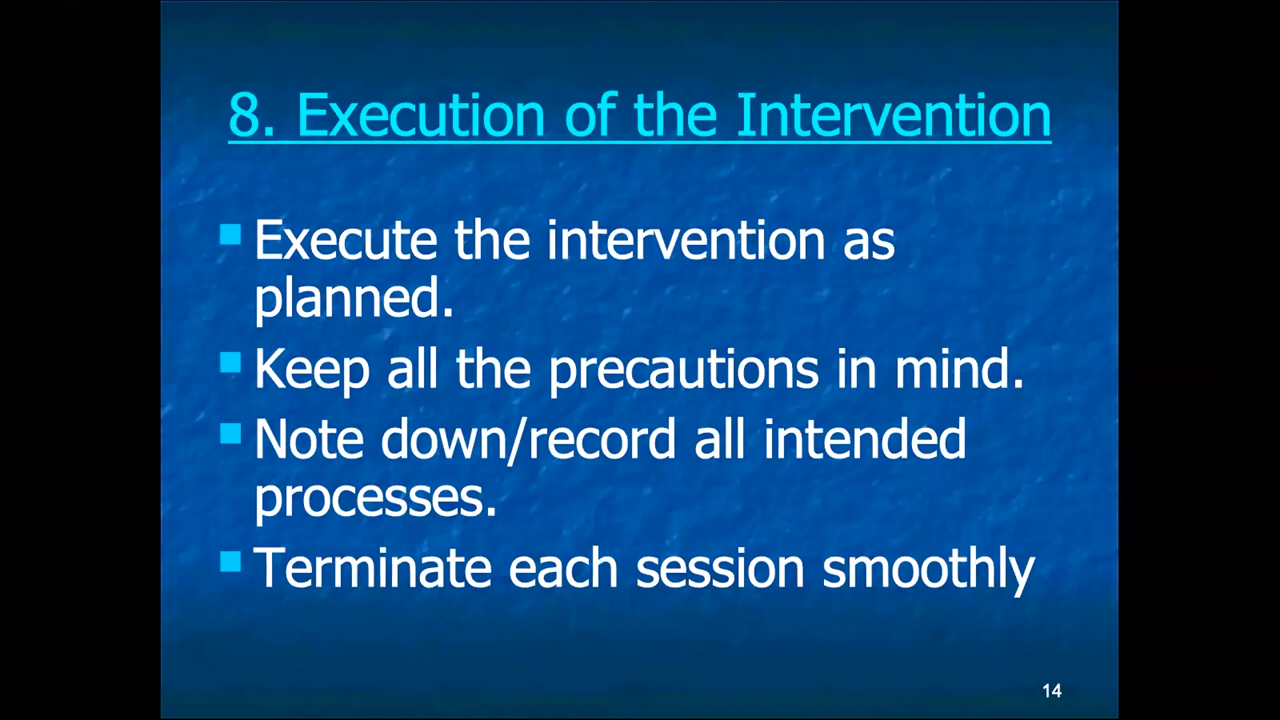 8. Execution of the Intervention
Execute the intervention as
planned.
Keep all the precautions in mind.
Note down/record all intended
processes.
Terminate each session smoothly
14